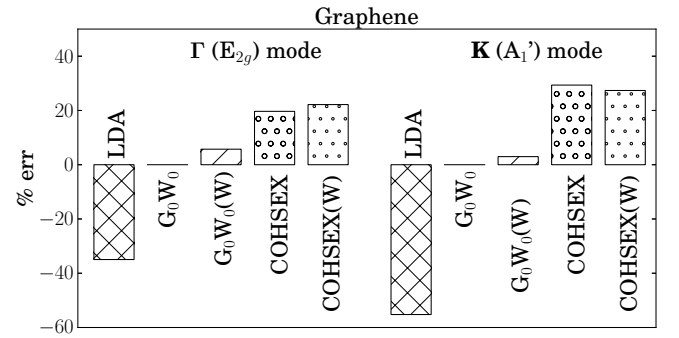 Graphene
Γ (E₂g) mode
K (A₁') mode
% err
40
20
0
−20
−40
−60
LDA
G₀W₀
G₀W₀(W)
COHSEX
COHSEX(W)
LDA
G₀W₀
G₀W₀(W)
COHSEX
COHSEX(W)